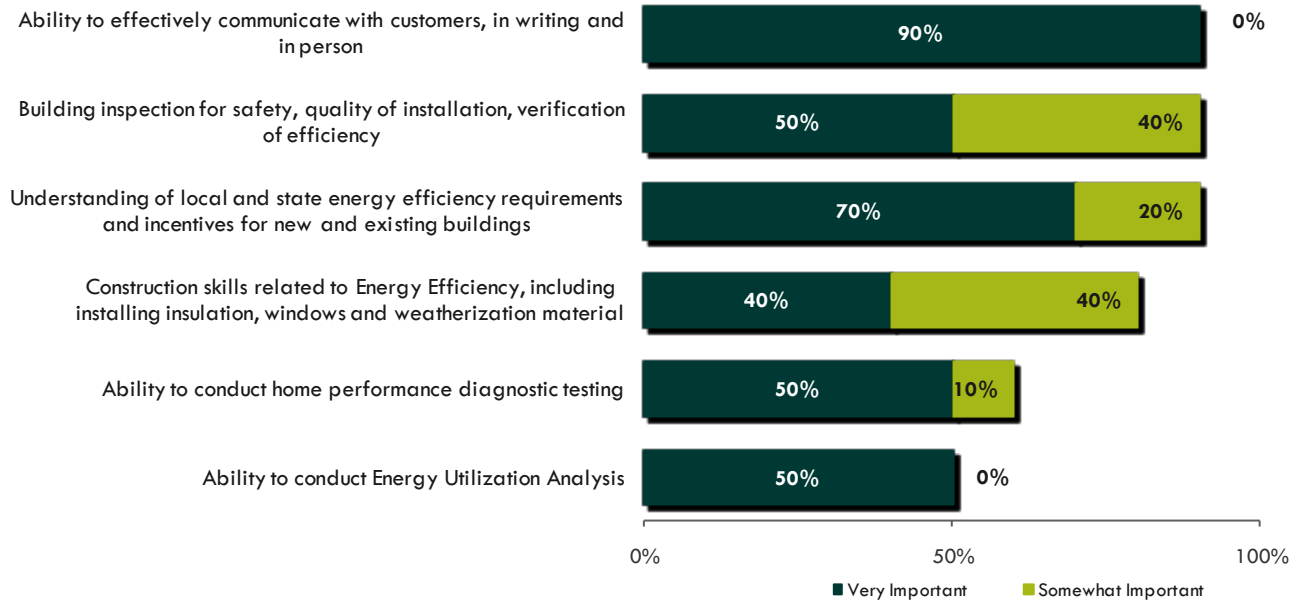 Ability to effectively communicate with customers, in writing and
in person
90%
0%
Building inspection for safety, quality of installation, verification
of efficiency
50%
40%
Understanding of local and state energy efficiency requirements
and incentives for new and existing buildings
70%
20%
Construction skills related to Energy Efficiency, including
installing insulation, windows and weatherization material
40%
40%
Ability to conduct home performance diagnostic testing
50%
10%
Ability to conduct Energy Utilization Analysis
50%
0%
0%
50%
100%
Very Important
Somewhat Important